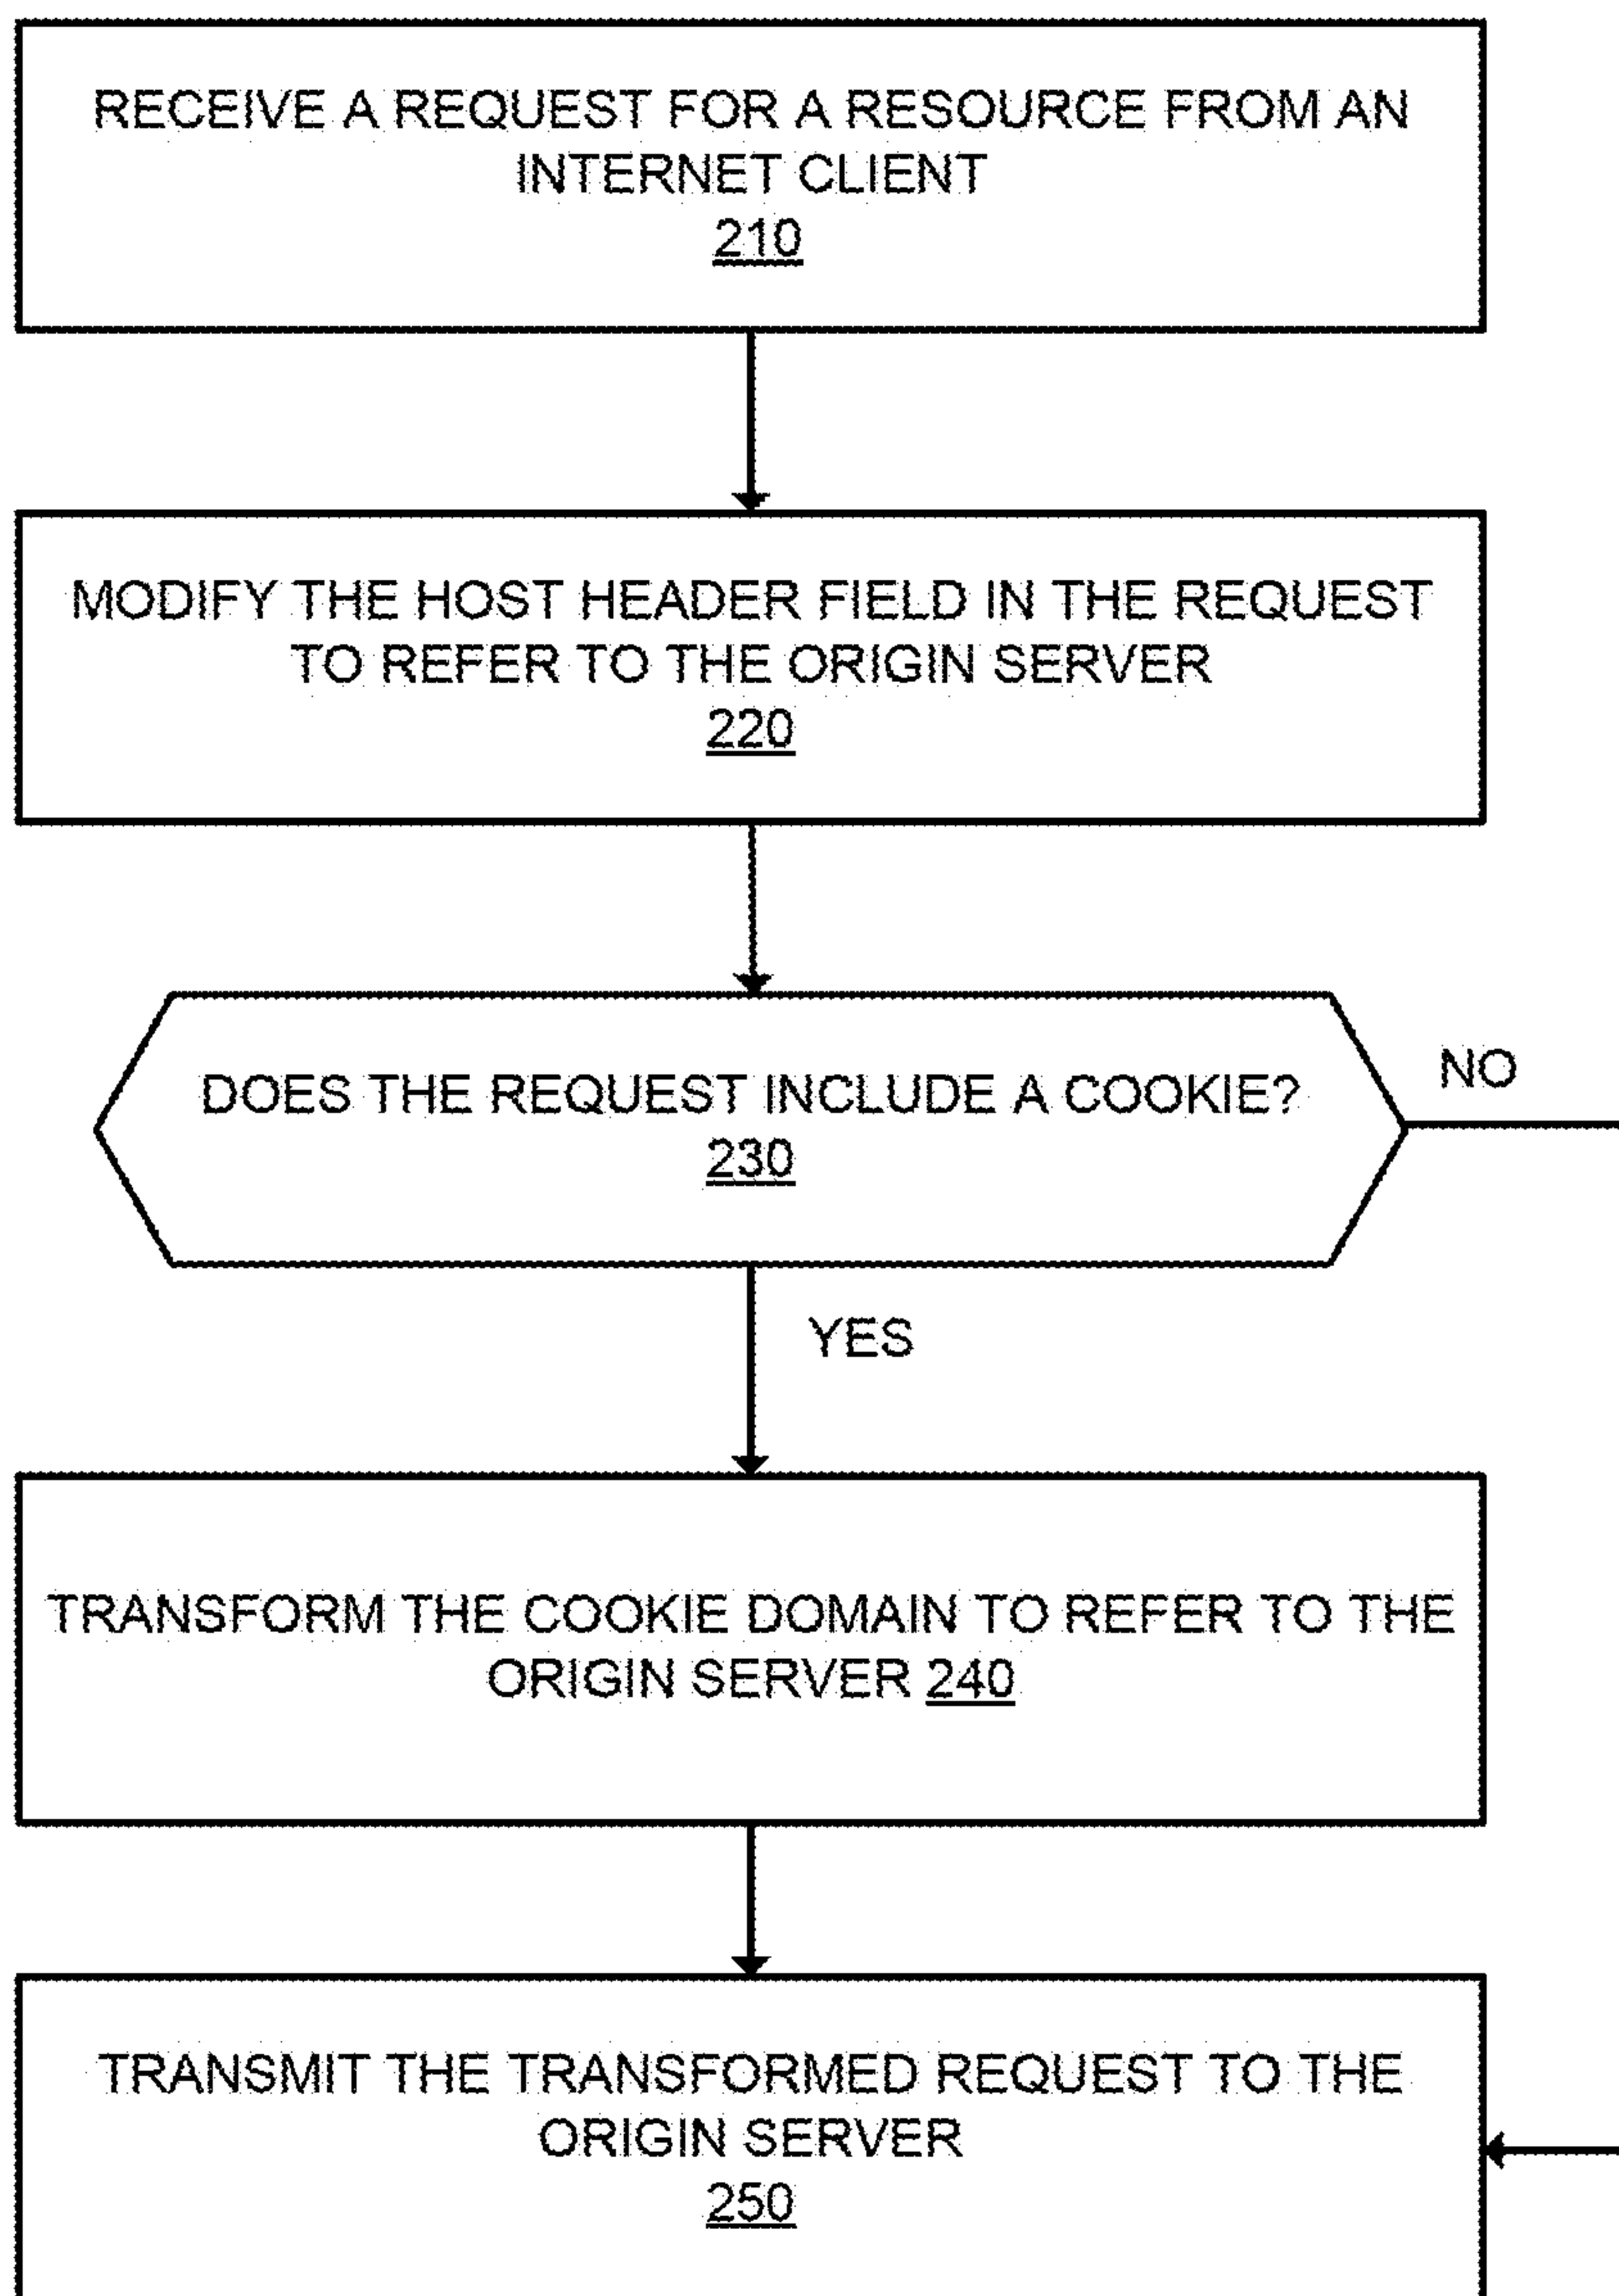 RECEIVE A REQUEST FOR A RESOURCE FROM AN
INTERNET CLIENT
210
MODIFY THE HOST HEADER FIELD IN THE REQUEST
TO REFER TO THE ORIGIN SERVER
220
DOES THE REQUEST INCLUDE A COOKIE?
230
NO
YES
TRANSFORM THE COOKIE DOMAIN TO REFER TO THE
ORIGIN SERVER 240
TRANSMIT THE TRANSFORMED REQUEST TO THE
ORIGIN SERVER
250